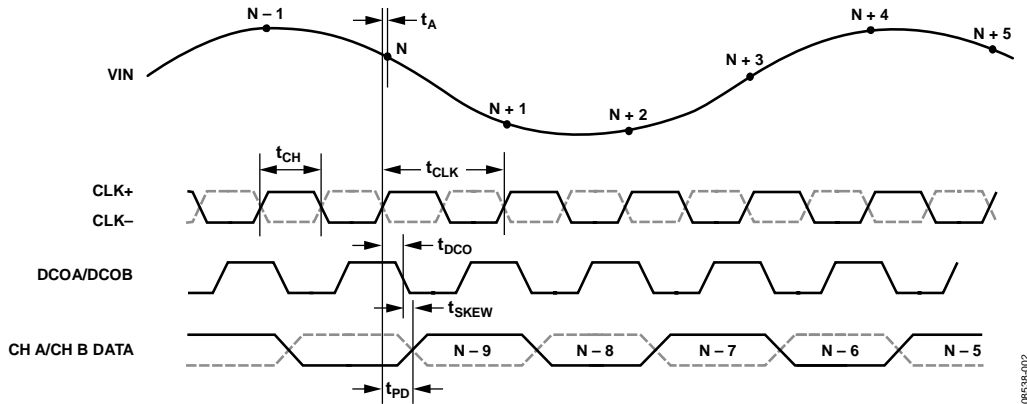 N – 1
t_A
N
N + 4
N + 5
N + 3
VIN
N + 1
N + 2
t_CH
t_CLK
CLK+
CLK–
t_DCO
DCOA/DCOB
t_SKEW
CH A/CH B DATA
N – 9
N – 8
N – 7
N – 6
N – 5
t_PD
08538-002